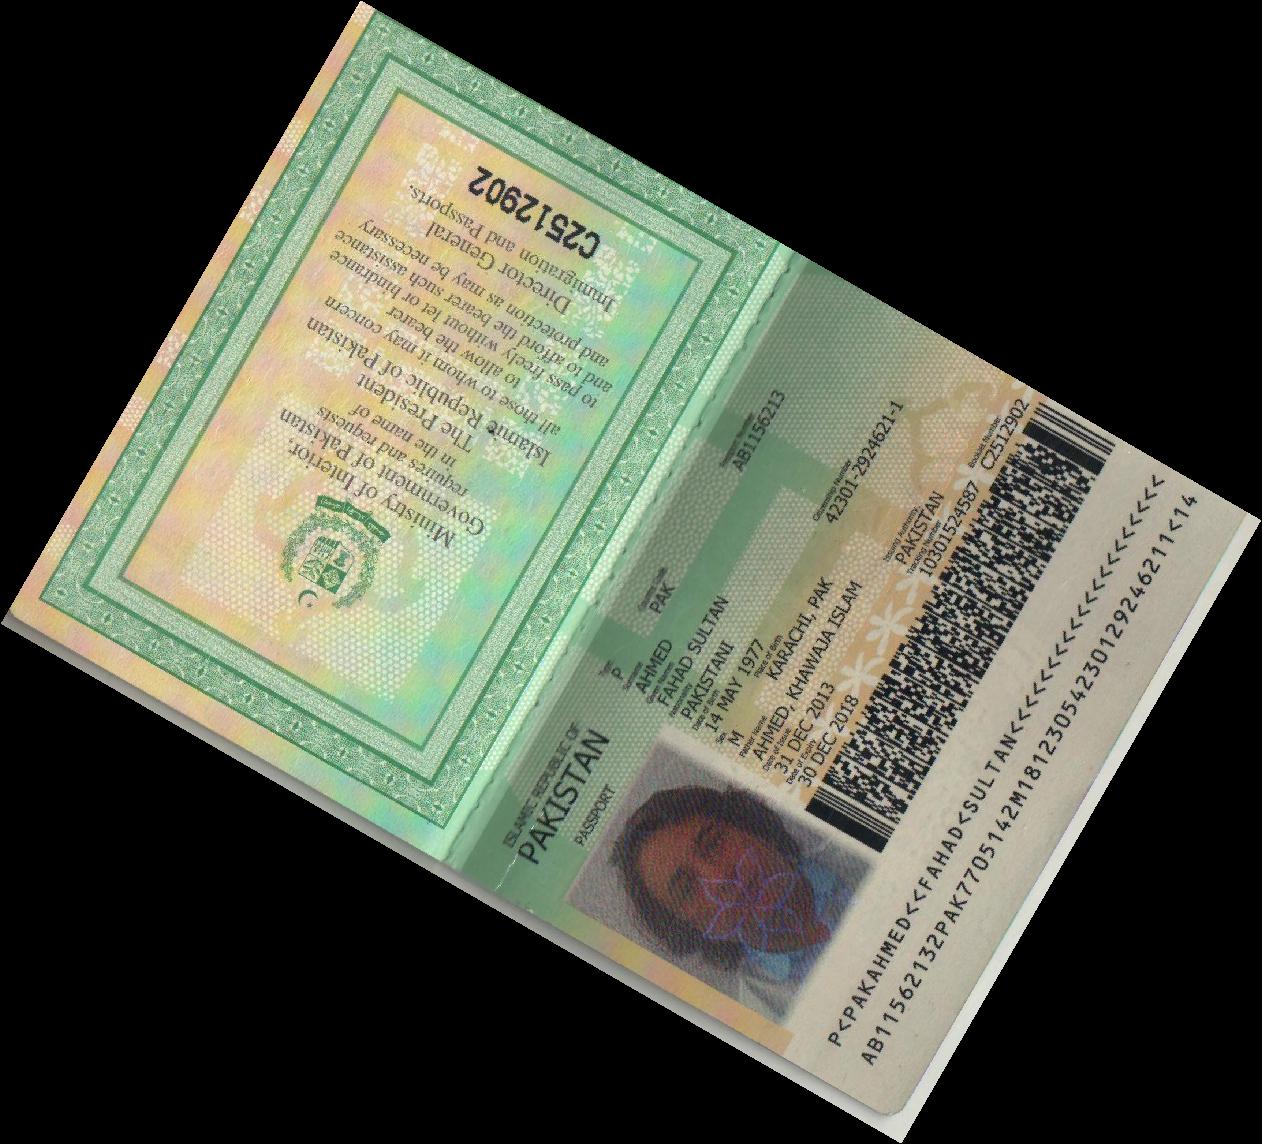 Ministry of Interior,
Government of Pakistan
requires and requests
in the name of
The President
Islamic Republic of Pakistan
all those to whom it may concern
to allow the bearer
to pass freely without let or hindrance
and to afford the bearer such assistance
and protection as may be necessary
Director General
Immigration and Passports.
C2512902
ISLAMIC REPUBLIC OF
PAKISTAN
PASSPORT
Type
P
Country Code
PAK
Passport Number
AB1156213
Surname
AHMED
Given Names
FAHAD SULTAN
Nationality
PAKISTANI
Date of Birth
14 MAY 1977
Citizenship Number
42301-2924621-1
Sex
M
Place of Birth
KARACHI, PAK
Father Name
AHMED, KHAWAJA ISLAM
Date of Issue
31 DEC 2013
Issuing Authority
PAKISTAN
Date of Expiry
30 DEC 2018
Tracking Number
10301524587
Booklet Number
C2512902
P<PAKAHMED<<FAHAD<SULTAN<<<<<<<<<<<<<<<<<<<<
AB11562132PAK7705142M18123054230129246211<14